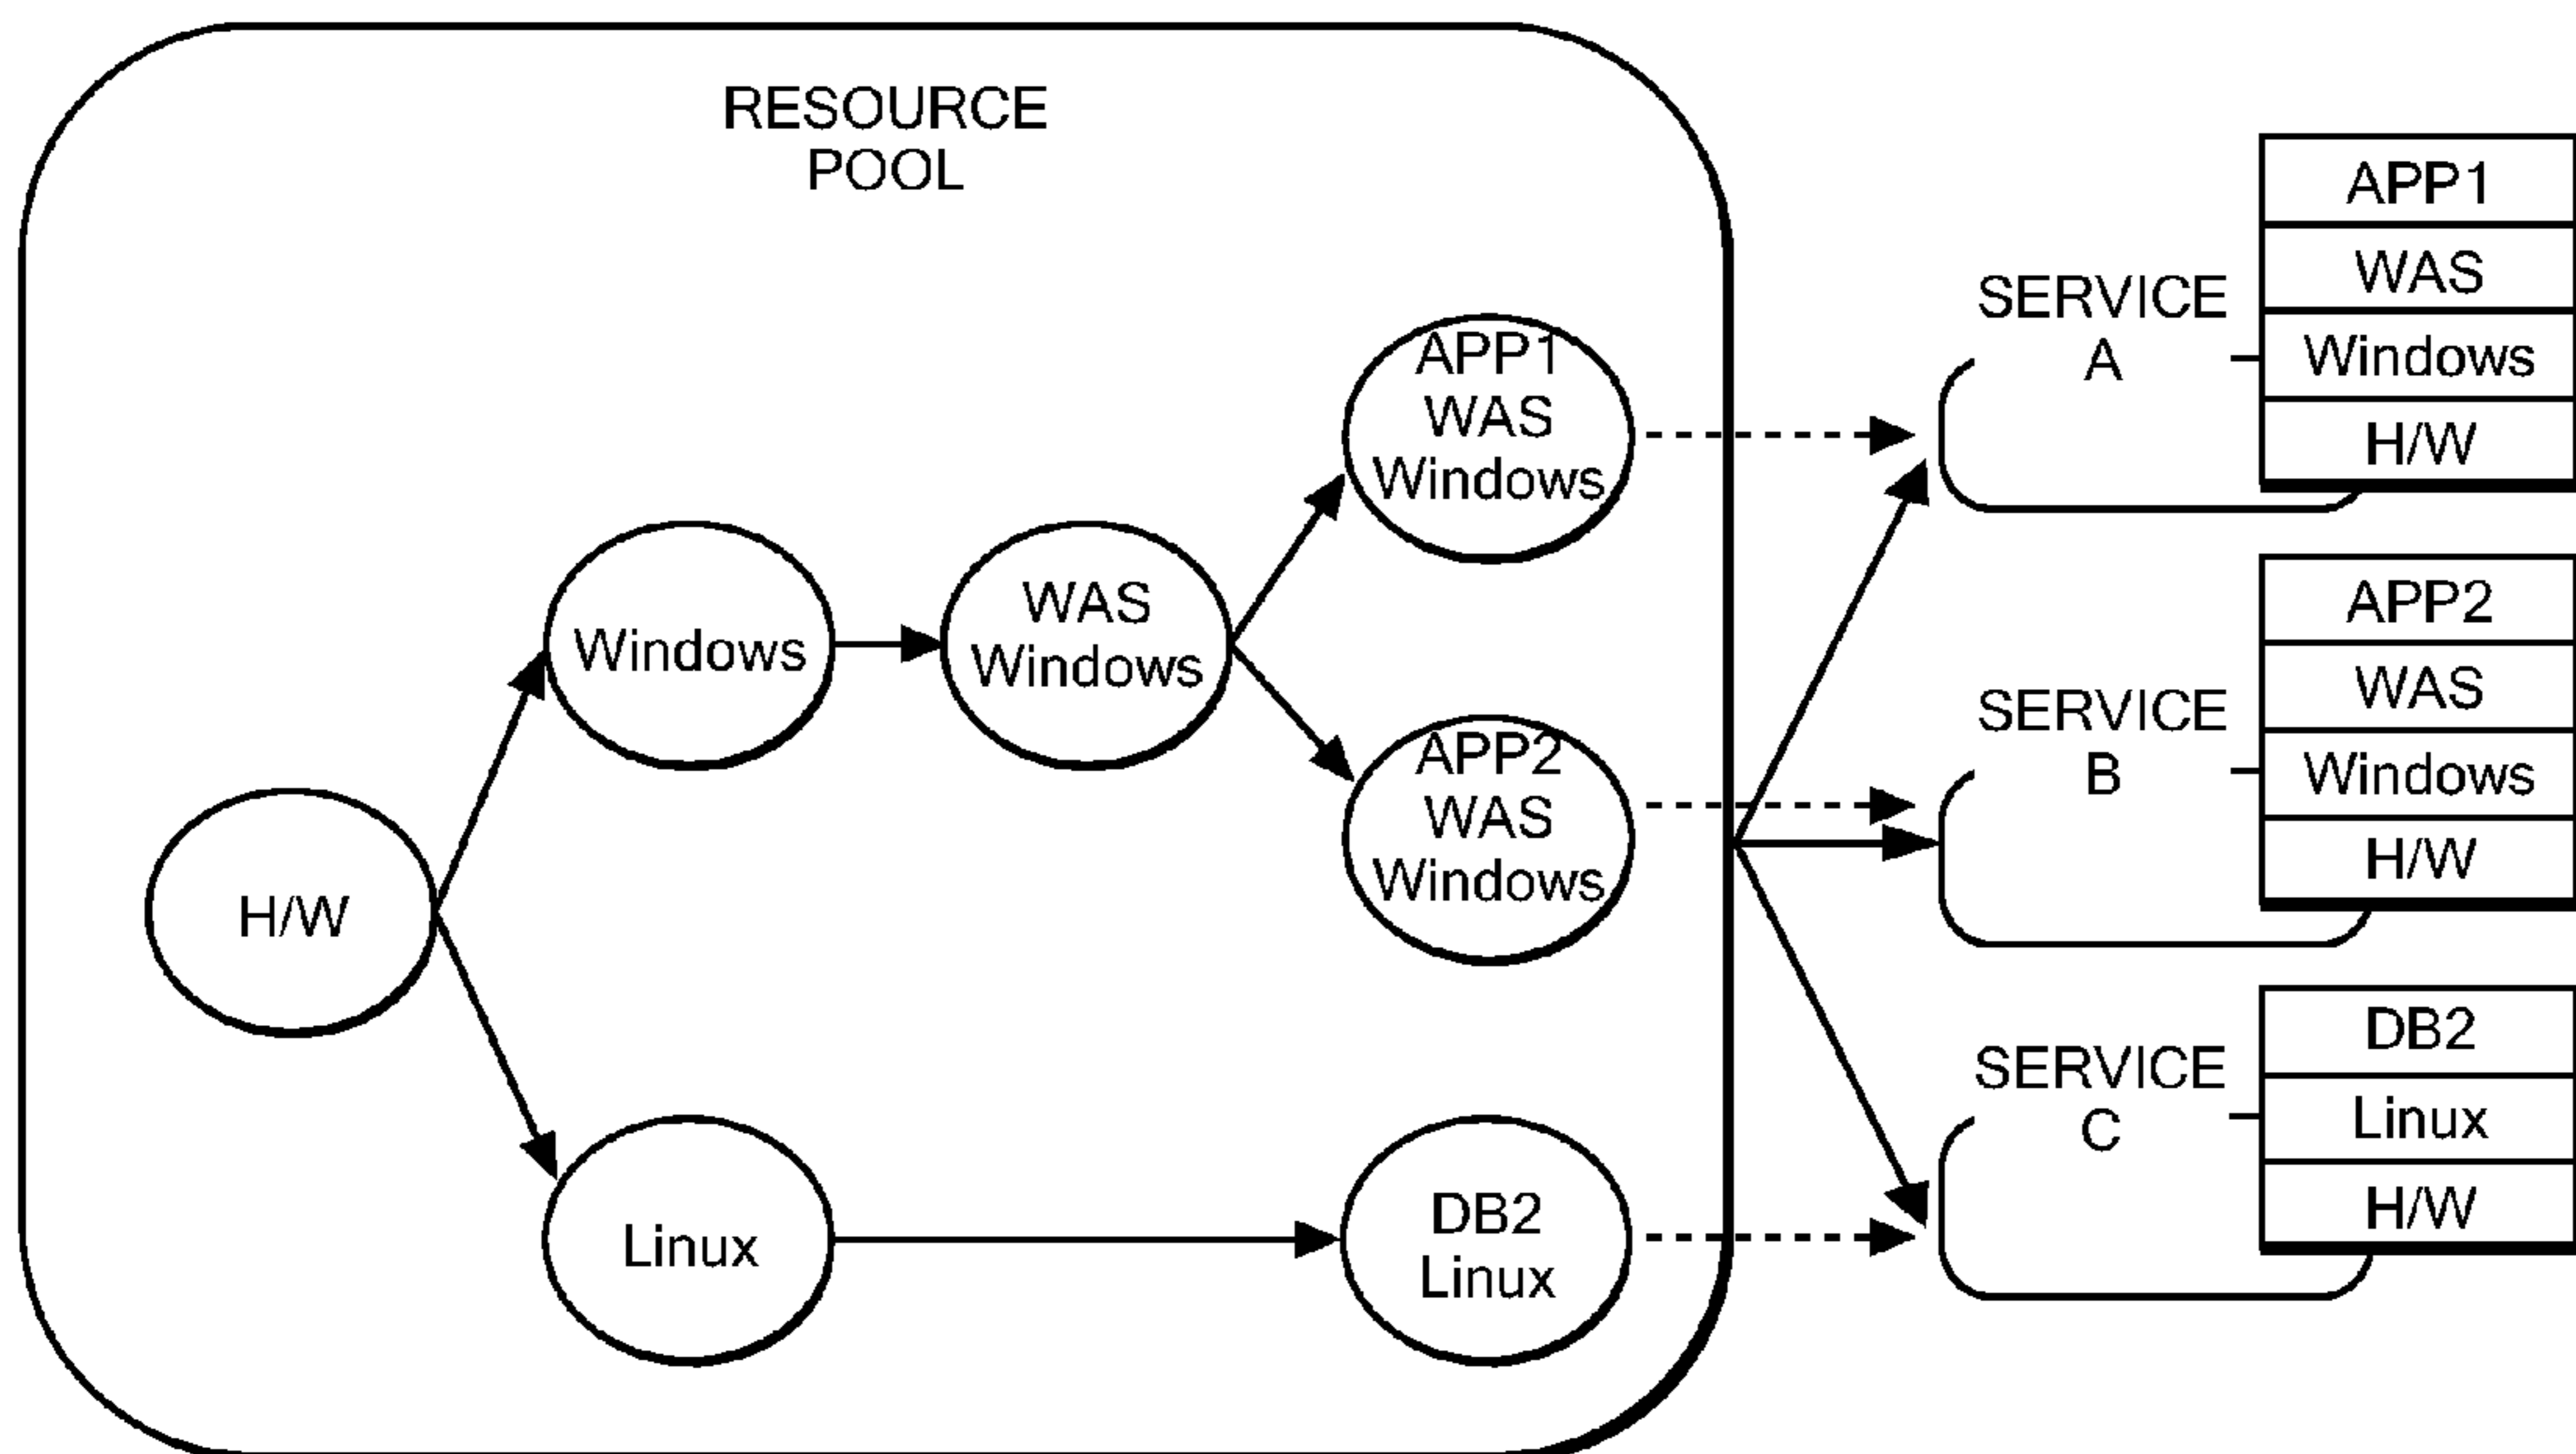 RESOURCE
POOL
APP1
WAS
Windows
Windows
WAS
Windows
APP2
WAS
Windows
H/W
Linux
DB2
Linux
SERVICE
A
APP1
WAS
Windows
H/W
SERVICE
B
APP2
WAS
Windows
H/W
SERVICE
C
DB2
Linux
H/W